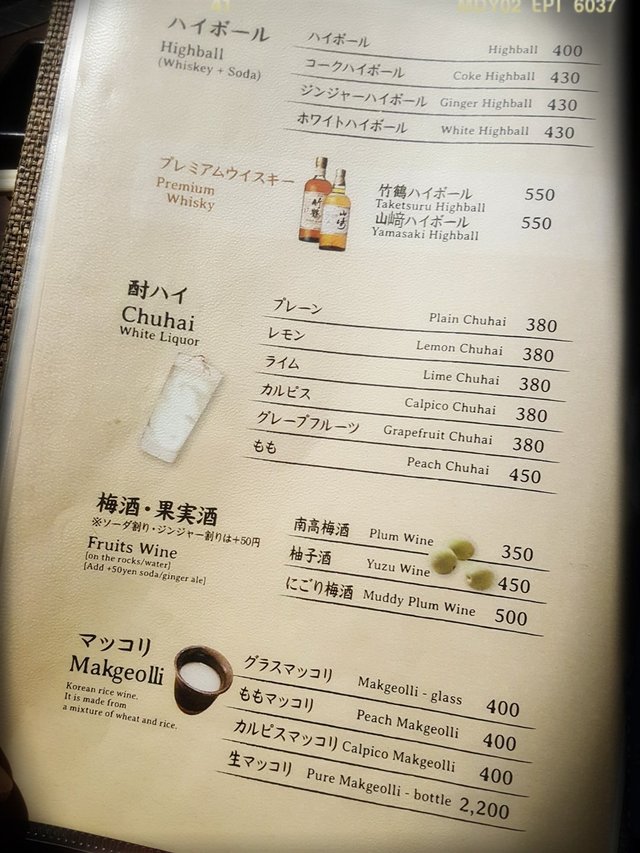 41
MDY02 EPI 6037
ハイボール
Highball
(Whiskey + Soda)
ハイボール Highball 400
コークハイボール Coke Highball 430
ジンジャーハイボール Ginger Highball 430
ホワイトハイボール White Highball 430
プレミアムウイスキー
Premium
Whisky
竹鶴
山崎
竹鶴ハイボール 550
Taketsuru Highball
山﨑ハイボール 550
Yamasaki Highball
酎ハイ
Chuhai
White Liquor
プレーン Plain Chuhai 380
レモン Lemon Chuhai 380
ライム Lime Chuhai 380
カルピス Calpico Chuhai 380
グレープフルーツ Grapefruit Chuhai 380
もも Peach Chuhai 450
梅酒・果実酒
※ソーダ割り・ジンジャー割りは+50円
Fruits Wine
[on the rocks/water]
[Add +50yen soda/ginger ale]
南高梅酒 Plum Wine 350
柚子酒 Yuzu Wine 450
にごり梅酒 Muddy Plum Wine 500
マッコリ
Makgeolli
Korean rice wine.
It is made from
a mixture of wheat and rice.
グラスマッコリ Makgeolli - glass 400
ももマッコリ Peach Makgeolli 400
カルピスマッコリ Calpico Makgeolli 400
生マッコリ Pure Makgeolli - bottle 2,200